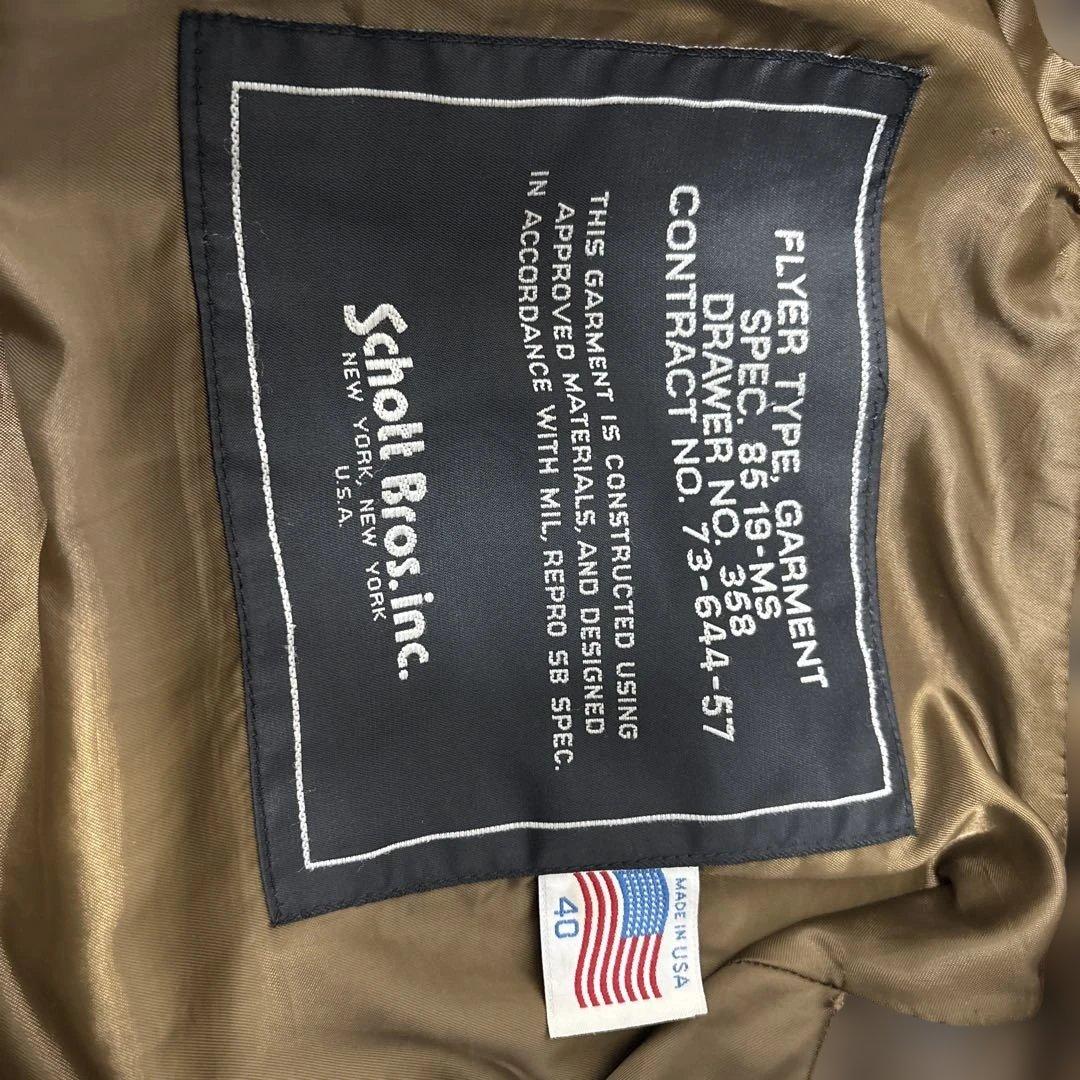 FLYER TYPE, GARMENT
SPEC. 85 19-MS
DRAWER NO. 358
CONTRACT NO. 73-644-57
THIS GARMENT IS CONSTRUCTED USING
APPROVED MATERIALS, AND DESIGNED
IN ACCORDANCE WITH MIL, REPRO SB SPEC.
Schott Bros.inc.
NEW YORK, NEW YORK
U.S.A.
MADE IN USA
40